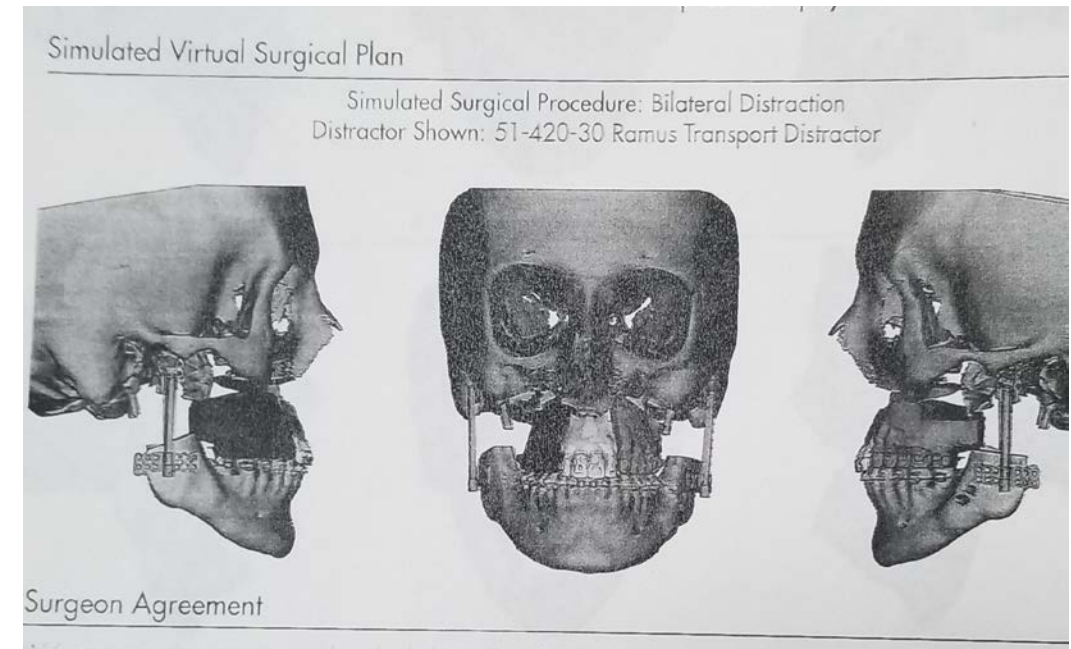 Simulated Virtual Surgical Plan
Simulated Surgical Procedure: Bilateral Distraction
Distractor Shown: 51-420-30 Ramus Transport Distractor
Surgeon Agreement